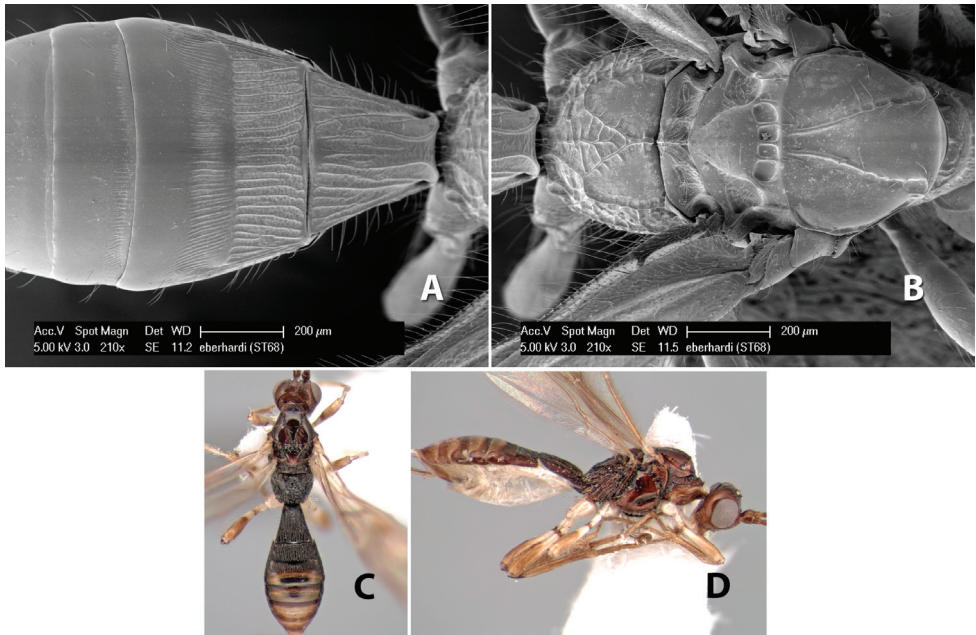 A
Acc.V Spot Magn Det WD 200 µm
5.00 kV 3.0 210x SE 11.2 eberhardi (ST68)
B
Acc.V Spot Magn Det WD 200 µm
5.00 kV 3.0 210x SE 11.5 eberhardi (ST68)
C
D